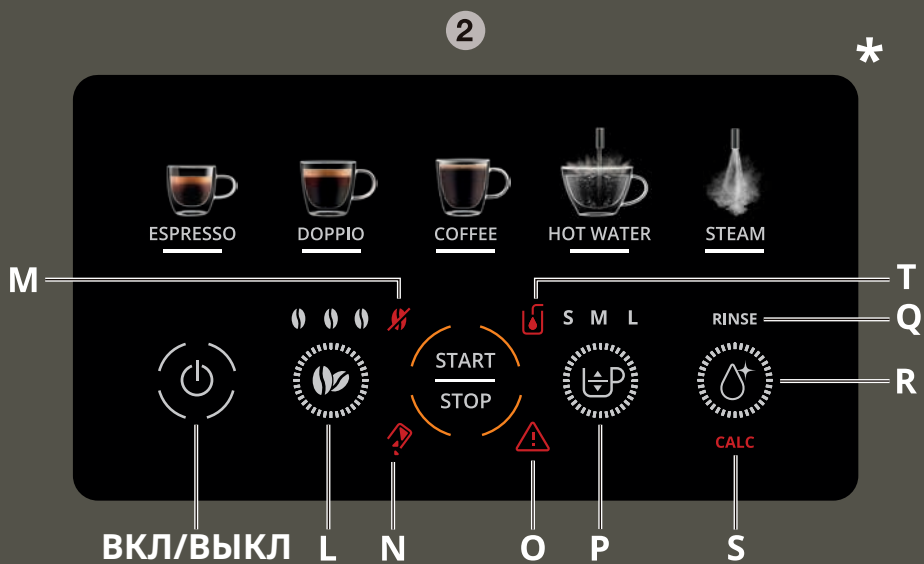 2
*
ESPRESSO DOPPIO COFFEE HOT WATER STEAM
M T
S M L RINSE Q
START
STOP
R
CALC
ВКЛ/ВЫКЛ L N O P S